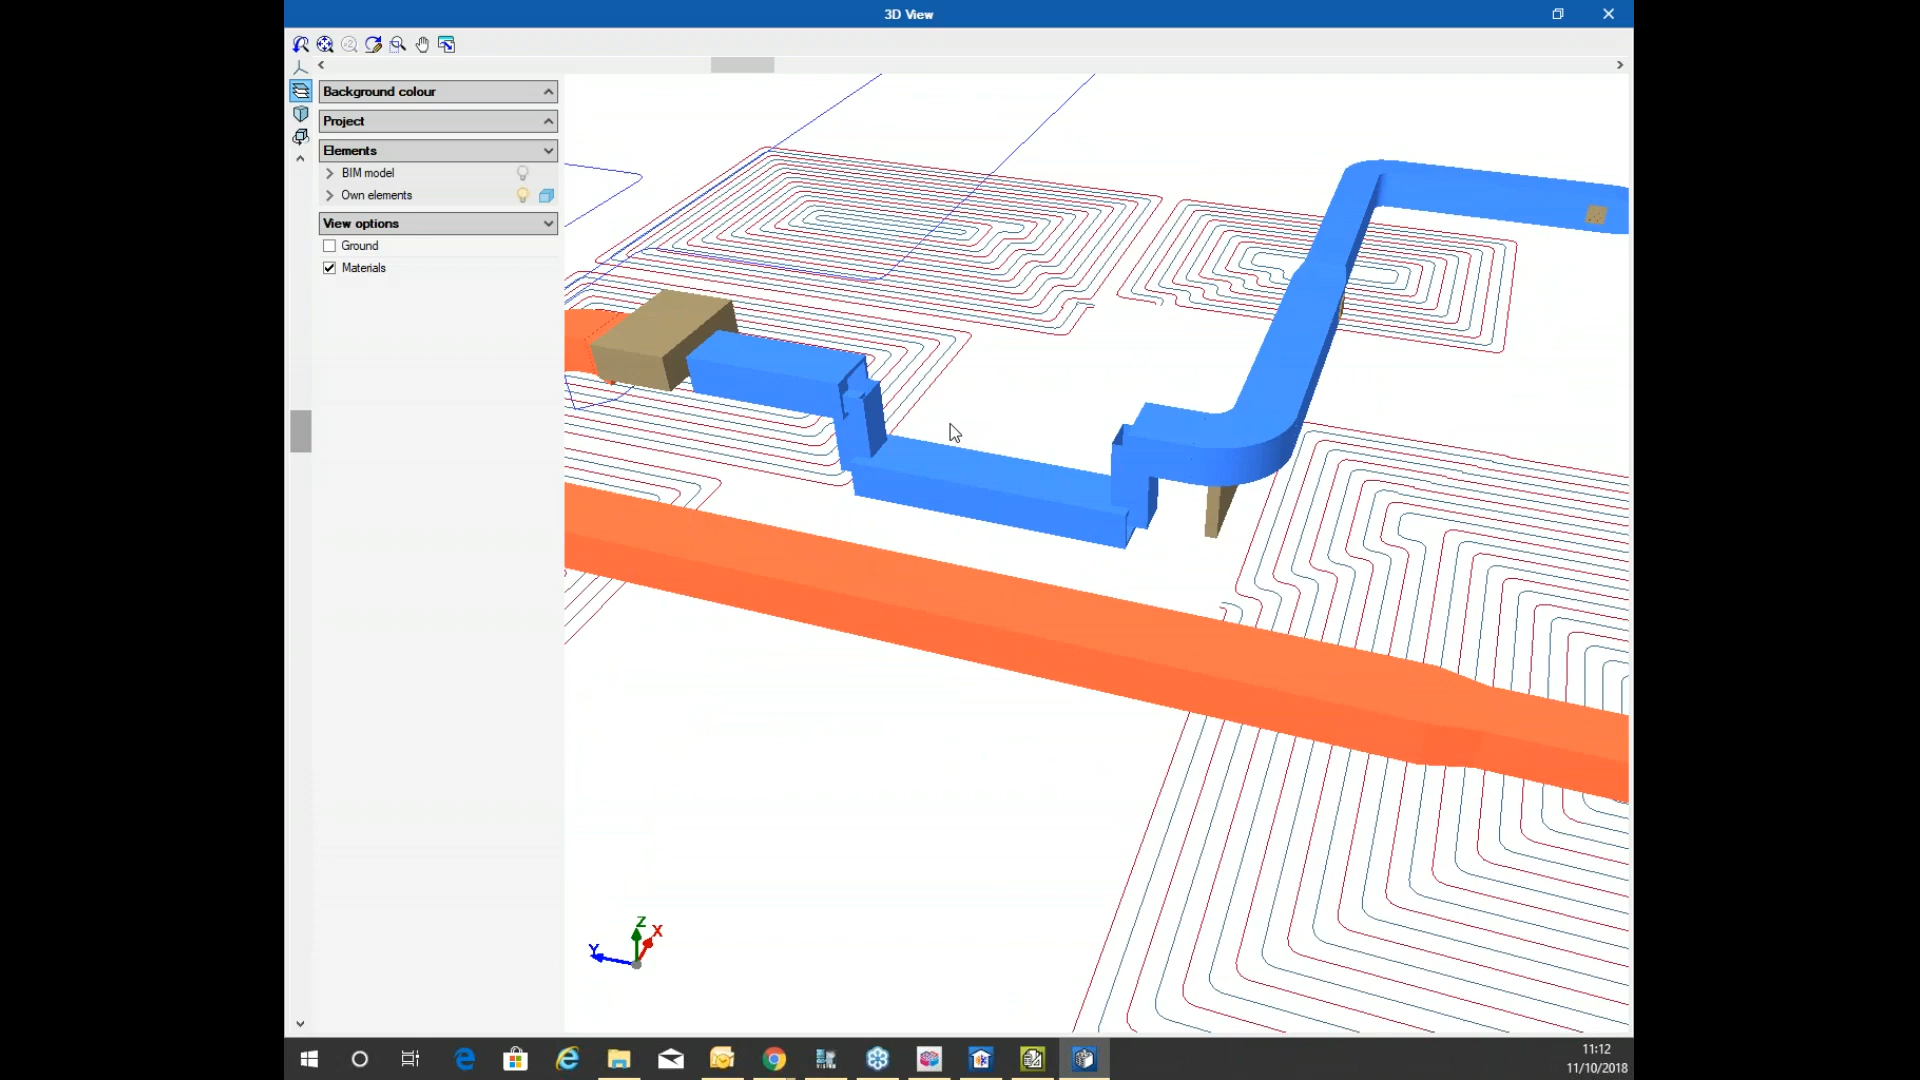 3D View
Background colour
Project
Elements
BIM model
Own elements
View options
Ground
Materials
Z
X
Y
11:12
11/10/2018